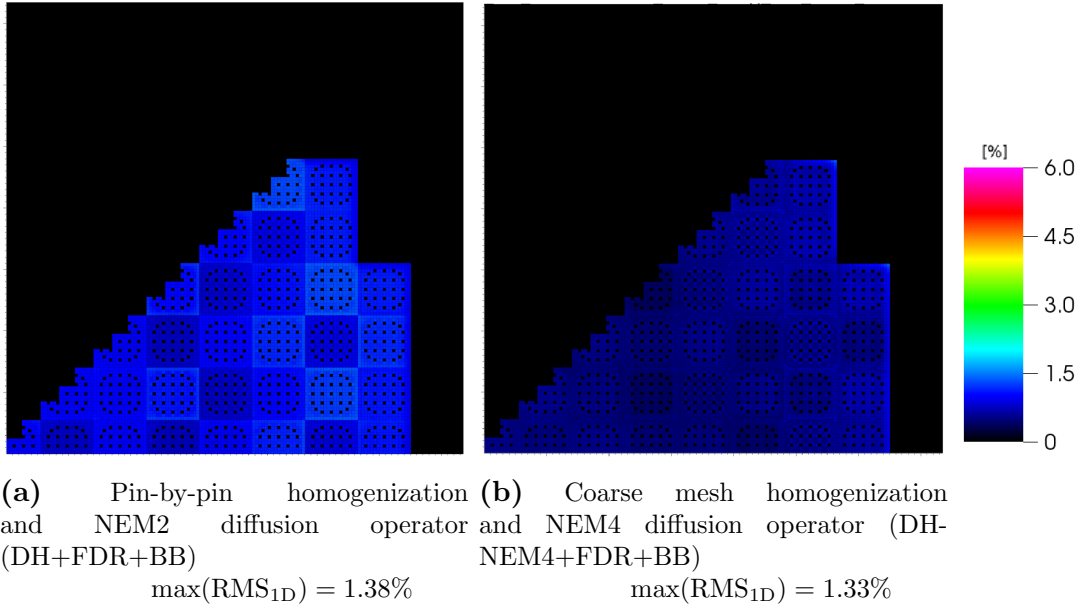 [%]
6.0
4.5
3.0
1.5
0
(a) Pin-by-pin homogenization
and NEM2 diffusion operator
(DH+FDR+BB)
max(RMS1D) = 1.38%
(b) Coarse mesh homogenization
and NEM4 diffusion operator (DH-
NEM4+FDR+BB)
max(RMS1D) = 1.33%